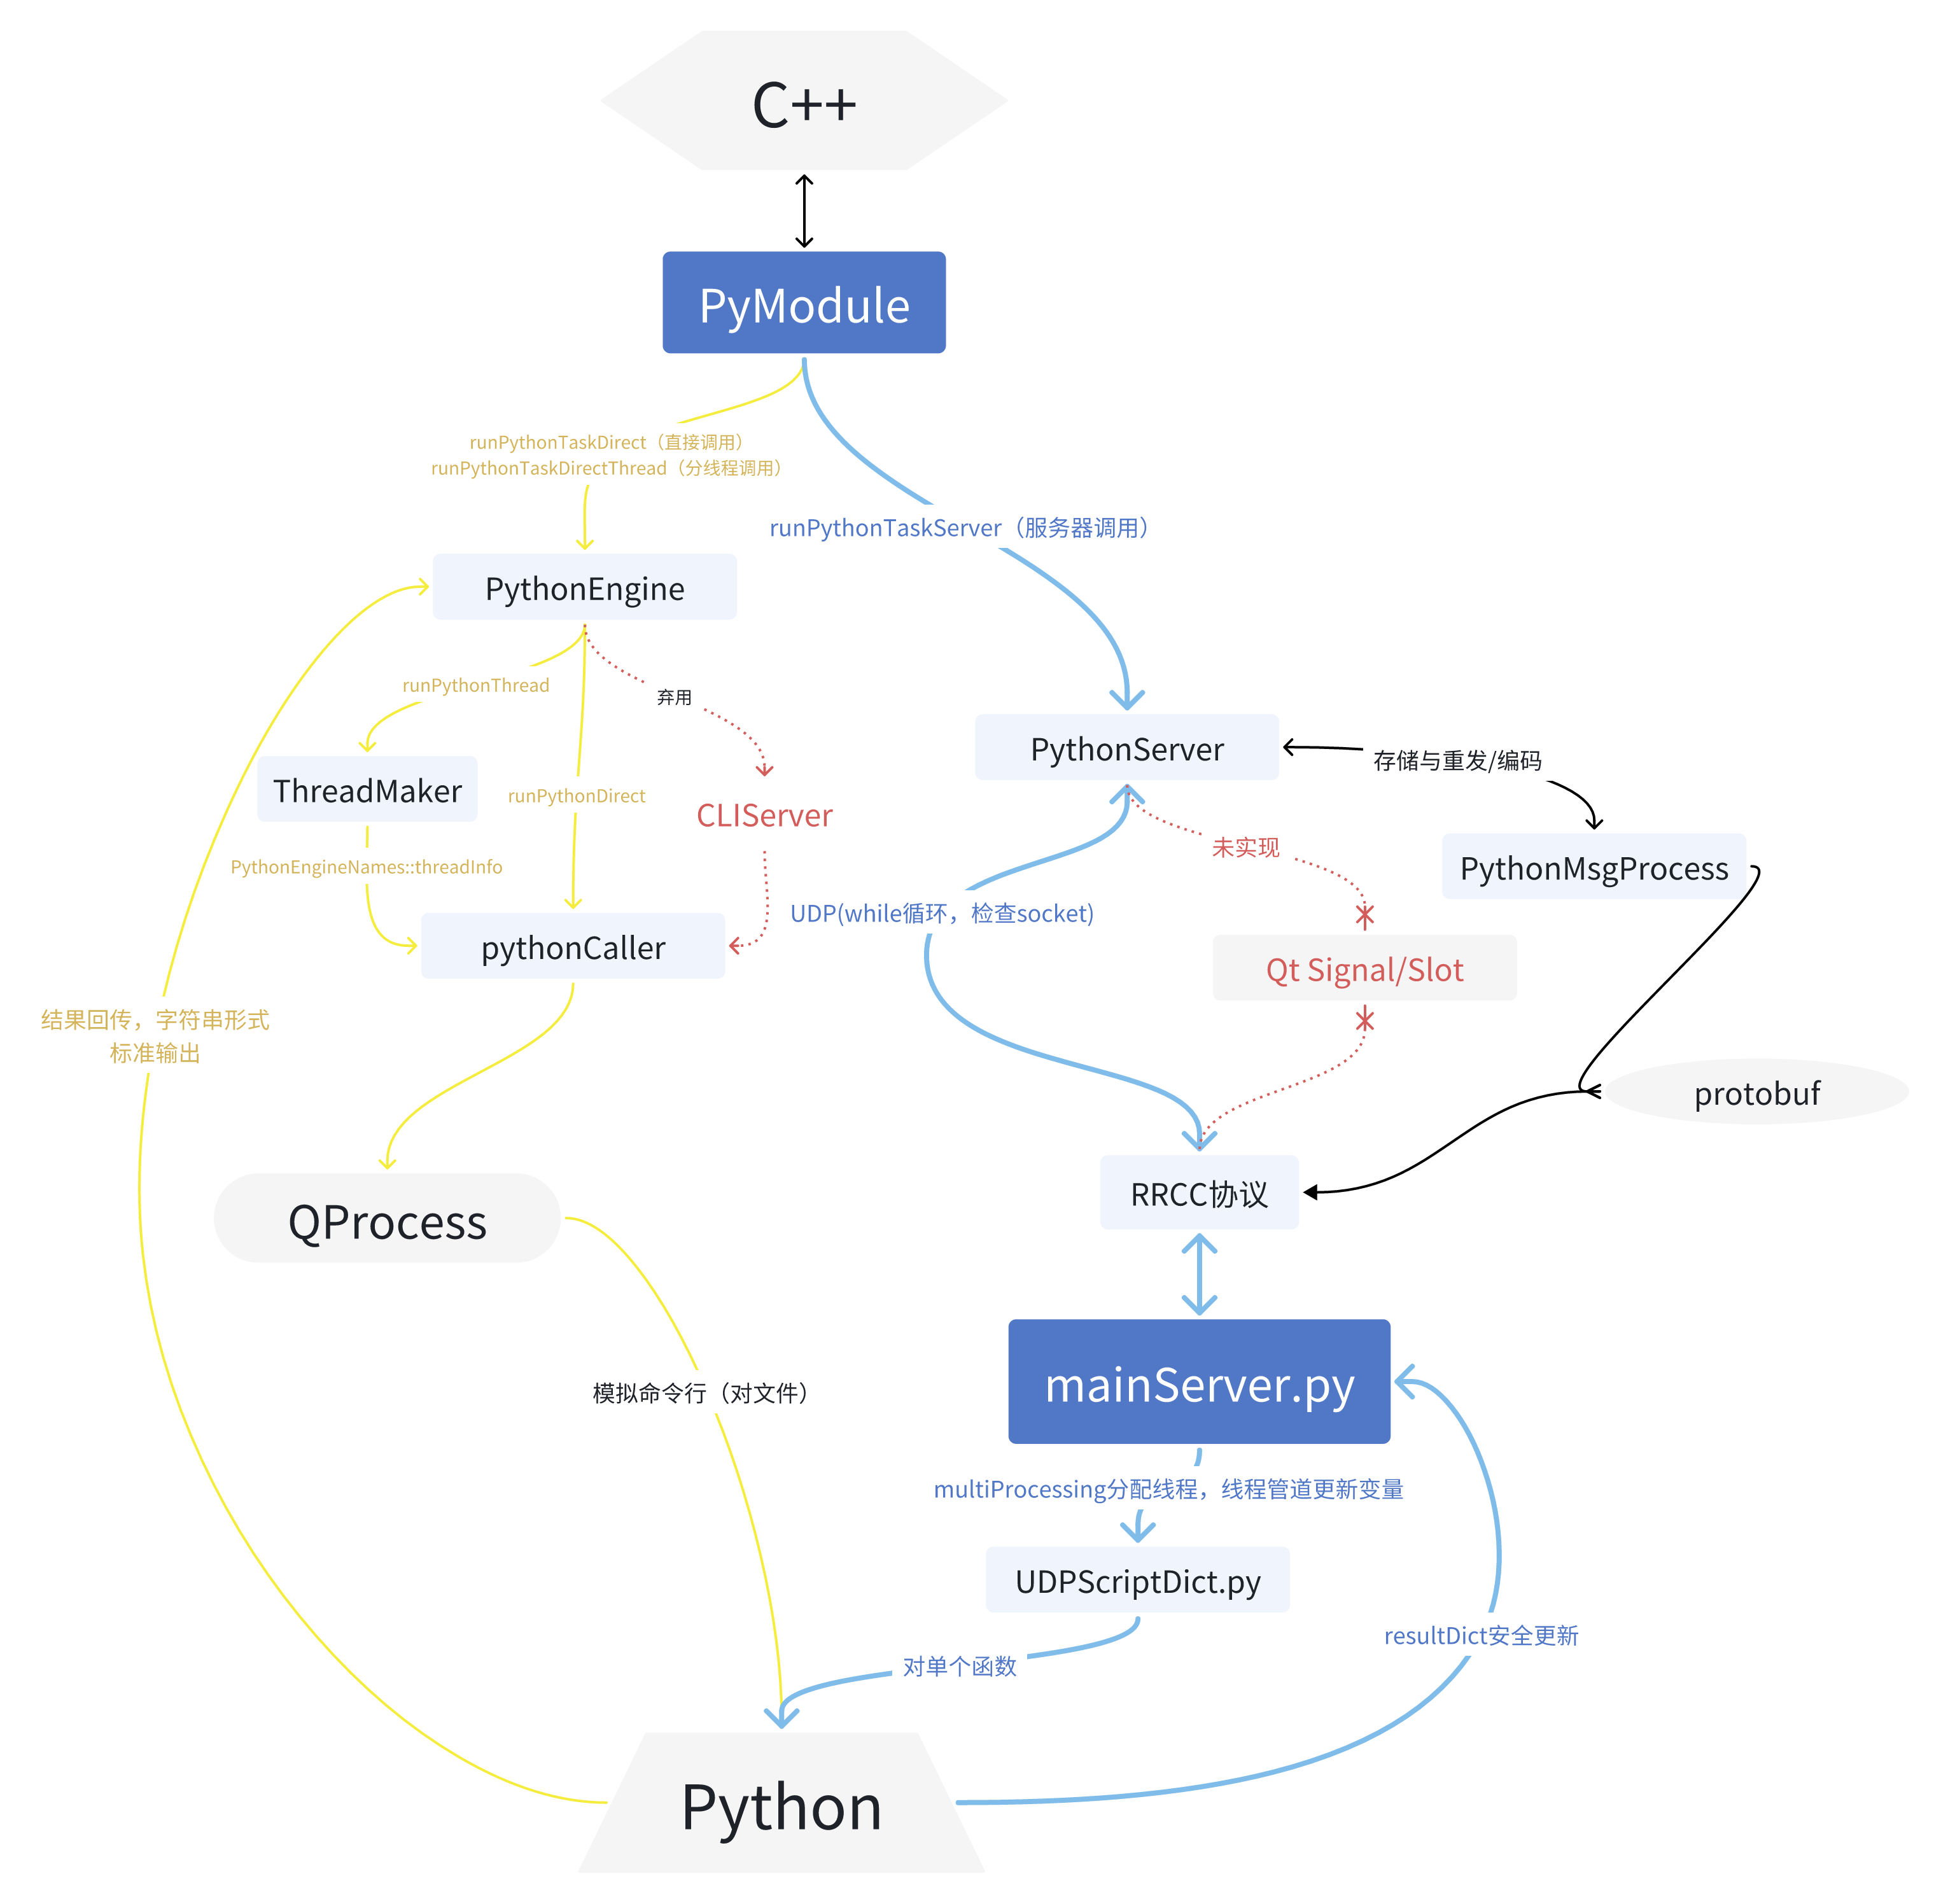 C++
PyModule
runPythonTaskDirect（直接调用）
runPythonTaskDirectThread（分线程调用）
runPythonTaskServer（服务器调用）
PythonEngine
runPythonThread
弃用
PythonServer
存储与重发/编码
ThreadMaker
runPythonDirect
CLIServer
未实现
PythonMsgProcess
PythonEngineNames::threadInfo
UDP(while循环，检查socket)
pythonCaller
Qt Signal/Slot
结果回传，字符串形式
标准输出
protobuf
RRCC协议
QProcess
模拟命令行（对文件）
mainServer.py
multiProcessing分配线程，线程管道更新变量
UDPScriptDict.py
resultDict安全更新
对单个函数
Python